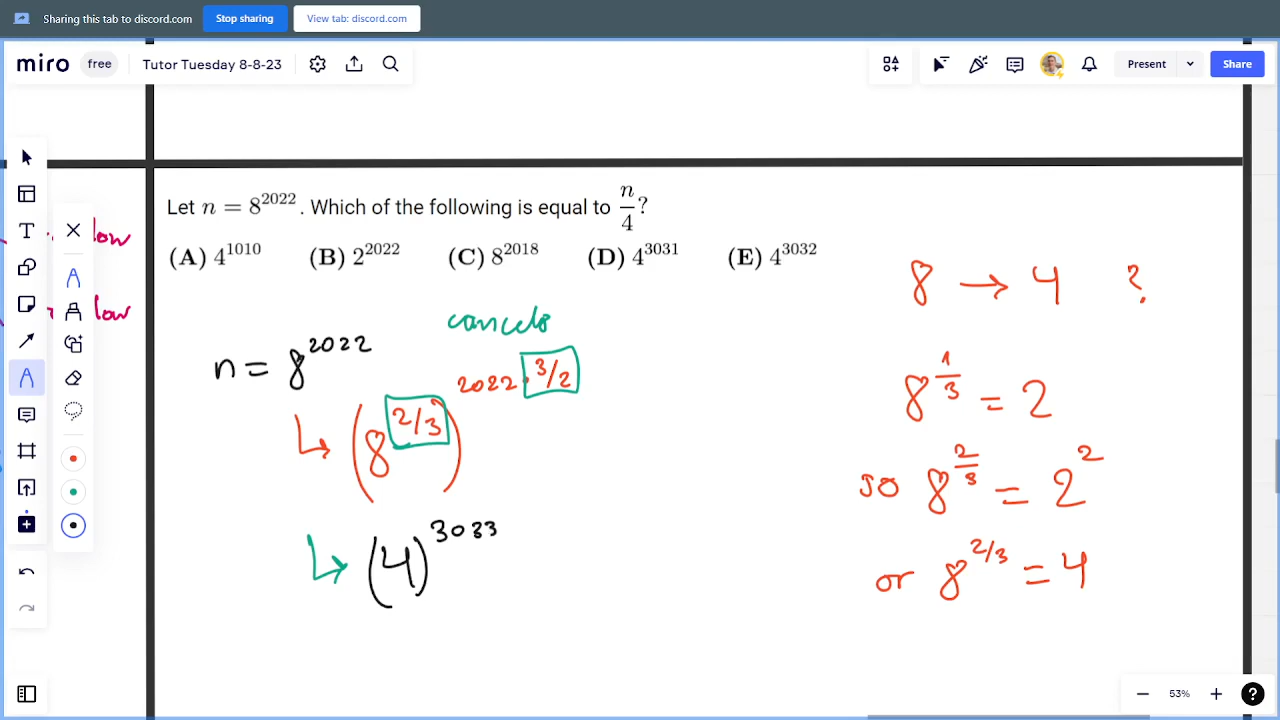 Sharing this tab to discord.com Stop sharing View tab: discord.com
miro free Tutor Tuesday 8-8-23 Present Share
Let n = 8^2022. Which of the following is equal to n/4?
(A) 4^1010 (B) 2^2022 (C) 8^2018 (D) 4^3031 (E) 4^3032
low
low
8 → 4 ?
cancels
n = 8^2022
2022 · 3/2
(8^2/3)
↳ (4)^3033
8^1/3 = 2
so 8^2/3 = 2^2
or 8^2/3 = 4
53%